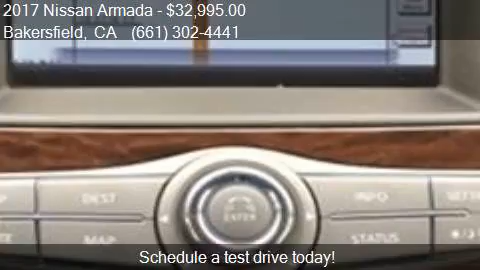 2017 Nissan Armada - $32,995.00
Bakersfield, CA (661) 302-4441
DEST
INFO
ENTER
MAP
STATUS
Schedule a test drive today!